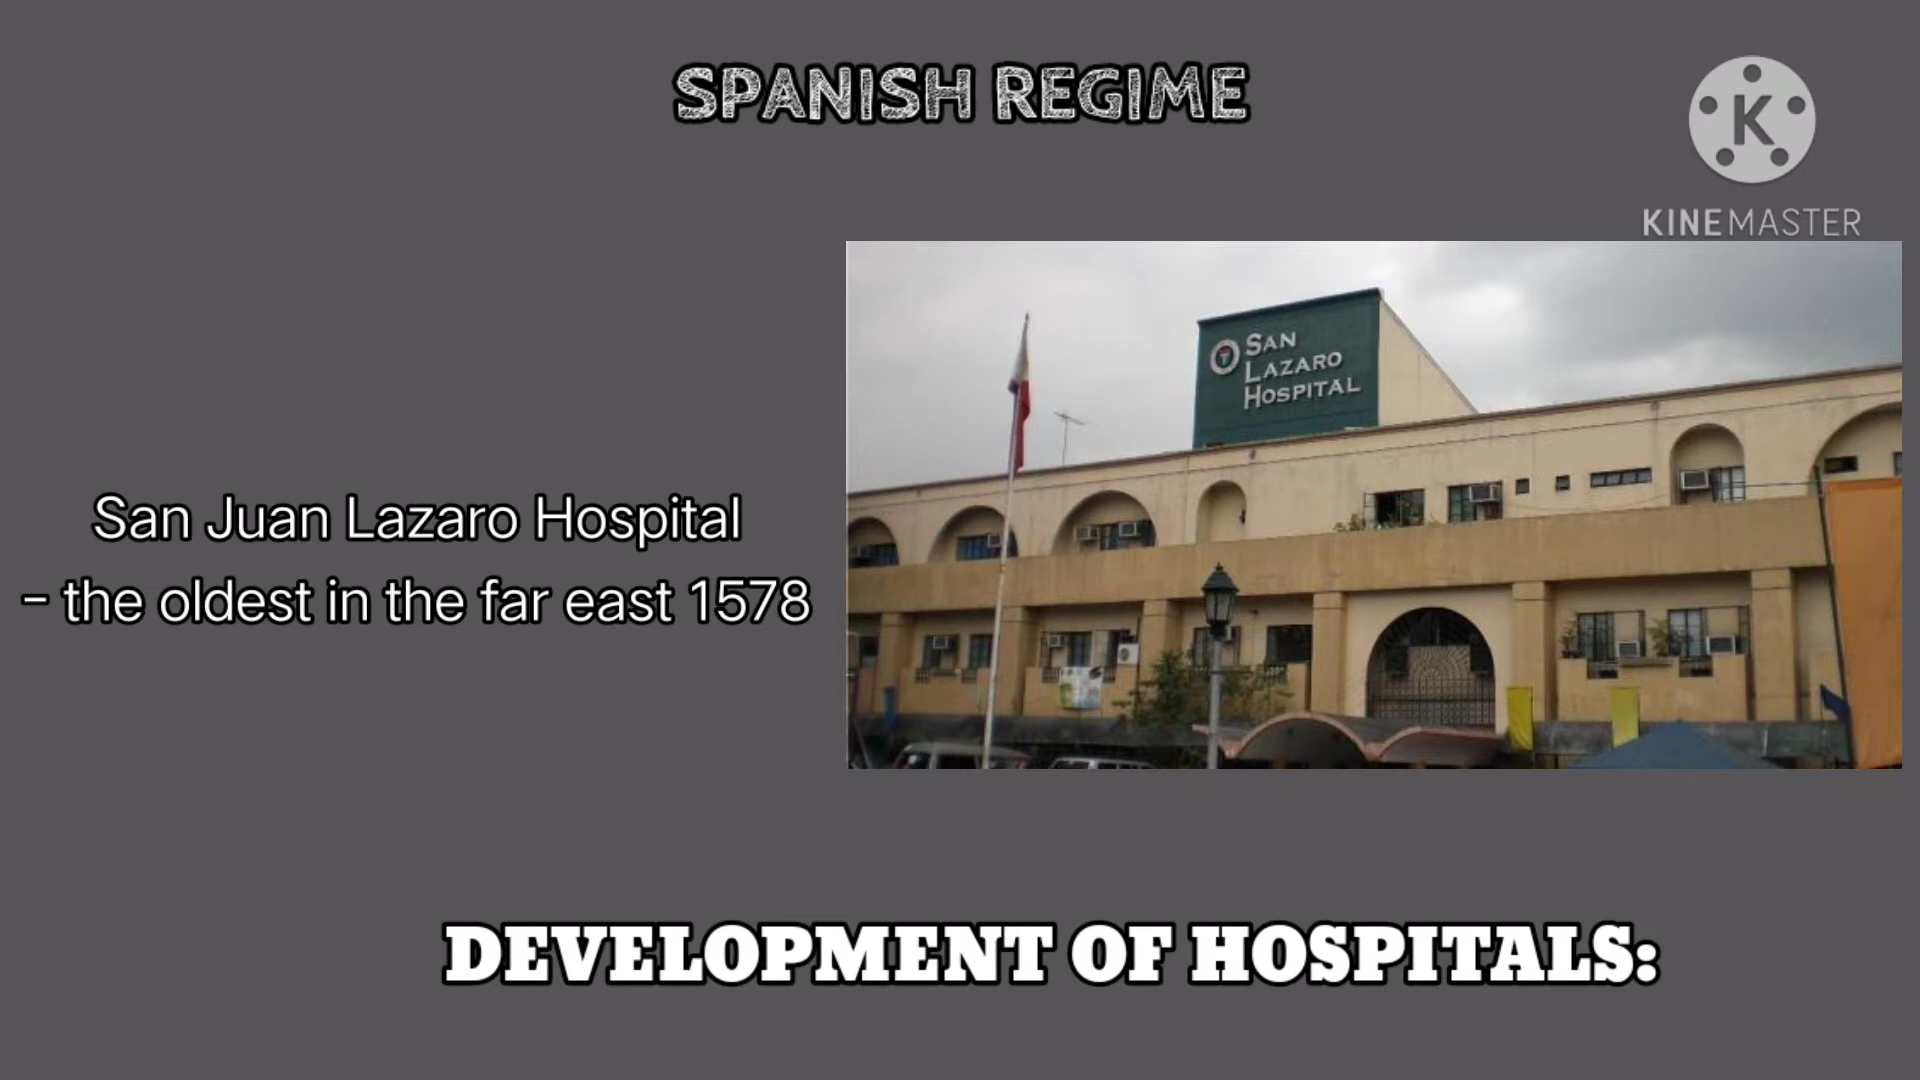 SPANISH REGIME
K
KINEMASTER
SAN
LAZARO
HOSPITAL
San Juan Lazaro Hospital
- the oldest in the far east 1578
DEVELOPMENT OF HOSPITALS: